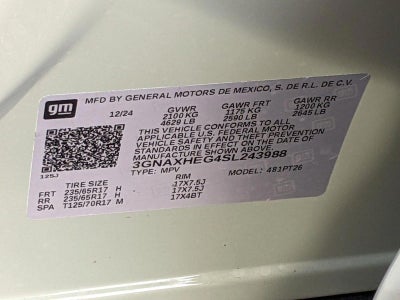 gm
MFD BY GENERAL MOTORS DE MEXICO, S. DE R.L. DE C.V.
12/24 GVWR GAWR FRT GAWR RR
2100 KG 1175 KG 1200 KG
4629 LB 2590 LB 2645 LB
THIS VEHICLE CONFORMS TO ALL
APPLICABLE U.S. FEDERAL MOTOR
VEHICLE SAFETY AND THEFT PREVENTION
STANDARDS IN EFFECT ON THE DATE OF
MANUFACTURE SHOWN ABOVE.
3GNAXHEG4SL243988
TYPE: MPV MODEL: 481PT26
125J
TIRE SIZE RIM
FRT 235/65R17 H 17X7.5J
RR 235/65R17 H 17X7.5J
SPA T125/70R17 M 17X4BT